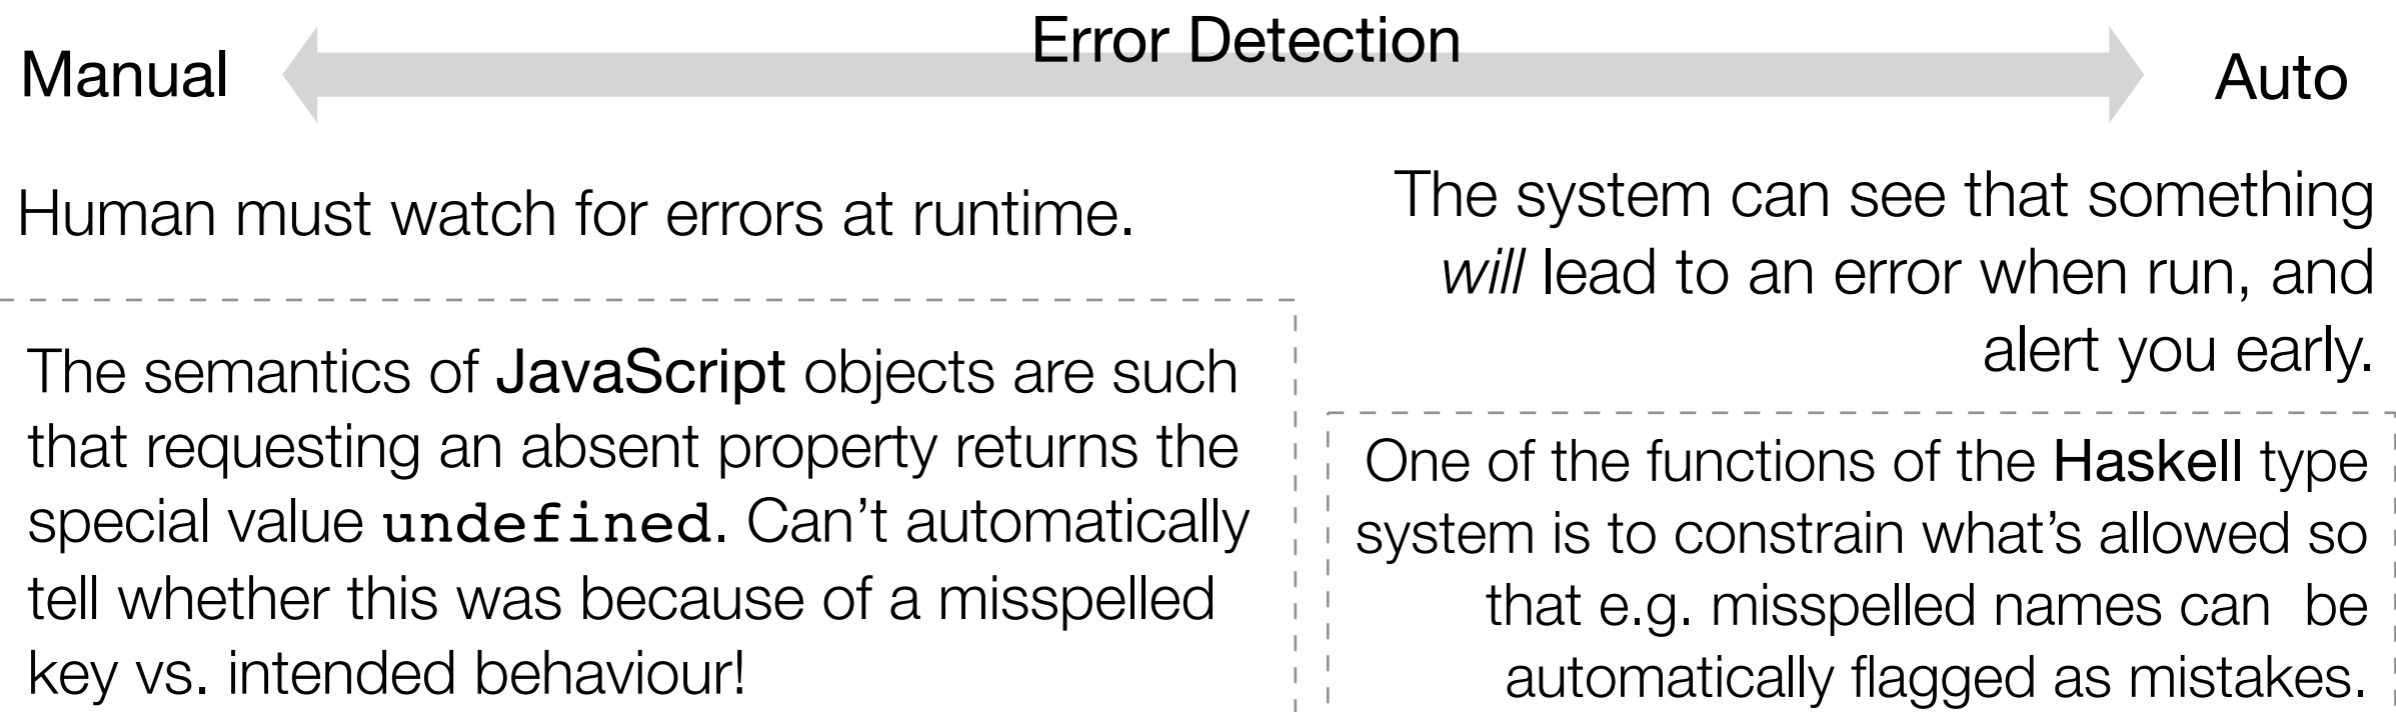 Error Detection
Manual
Auto
Human must watch for errors at runtime.
The semantics of JavaScript objects are such
that requesting an absent property returns the
special value undefined. Can’t automatically
tell whether this was because of a misspelled
key vs. intended behaviour!
The system can see that something
will lead to an error when run, and
alert you early.
One of the functions of the Haskell type
system is to constrain what’s allowed so
that e.g. misspelled names can be
automatically flagged as mistakes.